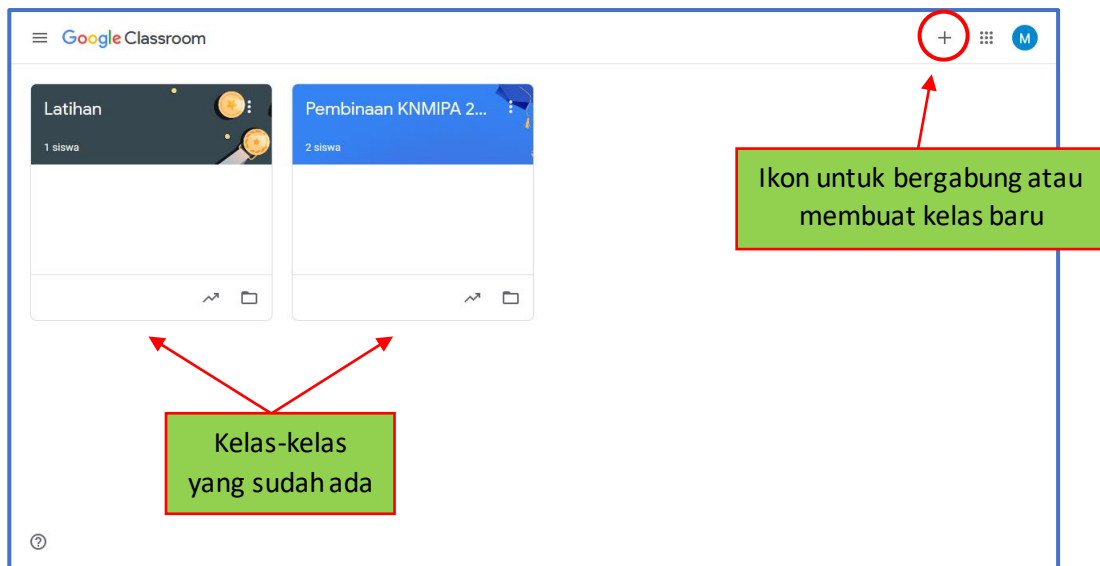 Google Classroom
M
Latihan
1 siswa
Pembinaan KNMIPA 2...
2 siswa
Ikon untuk bergabung atau
membuat kelas baru
Kelas-kelas
yang sudah ada